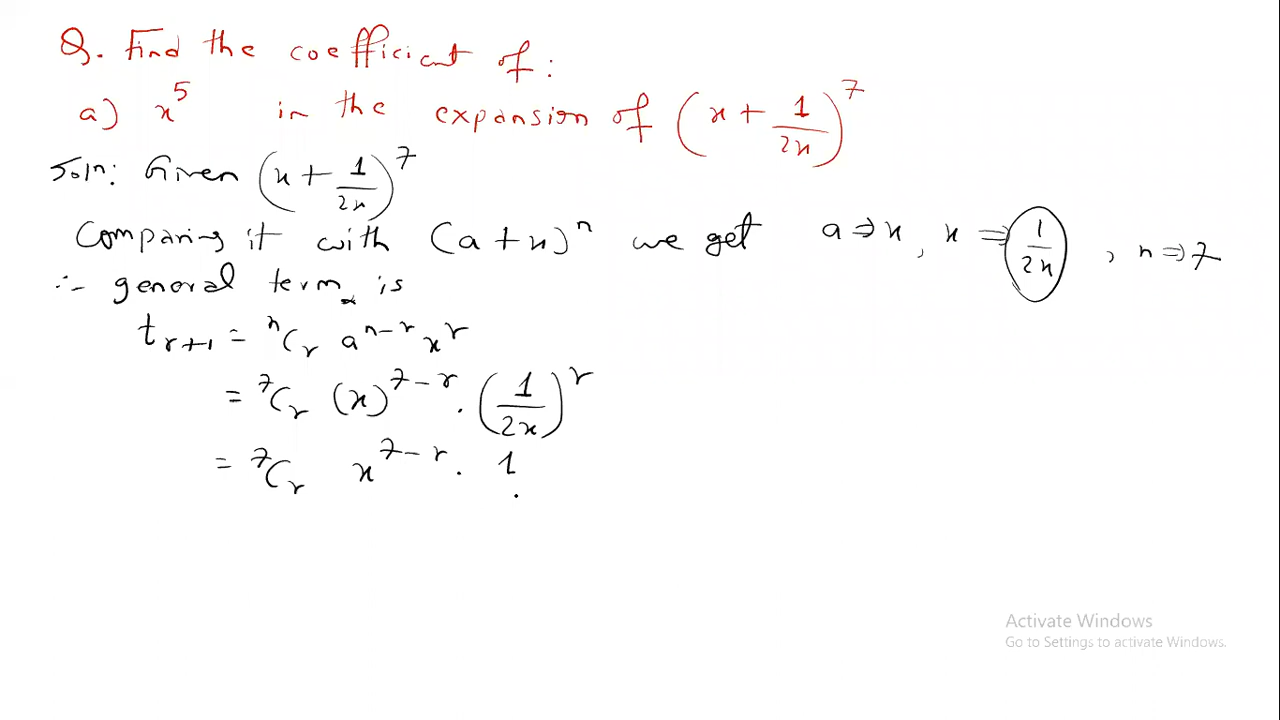 Q. Find the coefficient of :
a) x⁵ in the expansion of (x + 1/2x)⁷
Soln: Given (x + 1/2x)⁷
Comparing it with (a + x)ⁿ we get a ⇒ x, x ⇒ 1/2x, n ⇒ 7
∴ general term is
t_{r+1} = ⁿC_r a^{n-r} x^r
= ⁷C_r (x)^{7-r} . (1/2x)^r
= ⁷C_r x^{7-r} . 1
Activate Windows
Go to Settings to activate Windows.